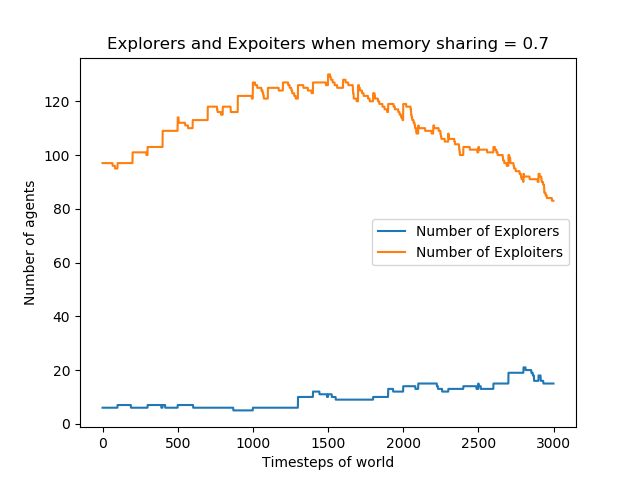 Explorers and Expoiters when memory sharing = 0.7
Number of agents
120
100
80
60
40
20
0
Number of Explorers
Number of Exploiters
0 500 1000 1500 2000 2500 3000
Timesteps of world